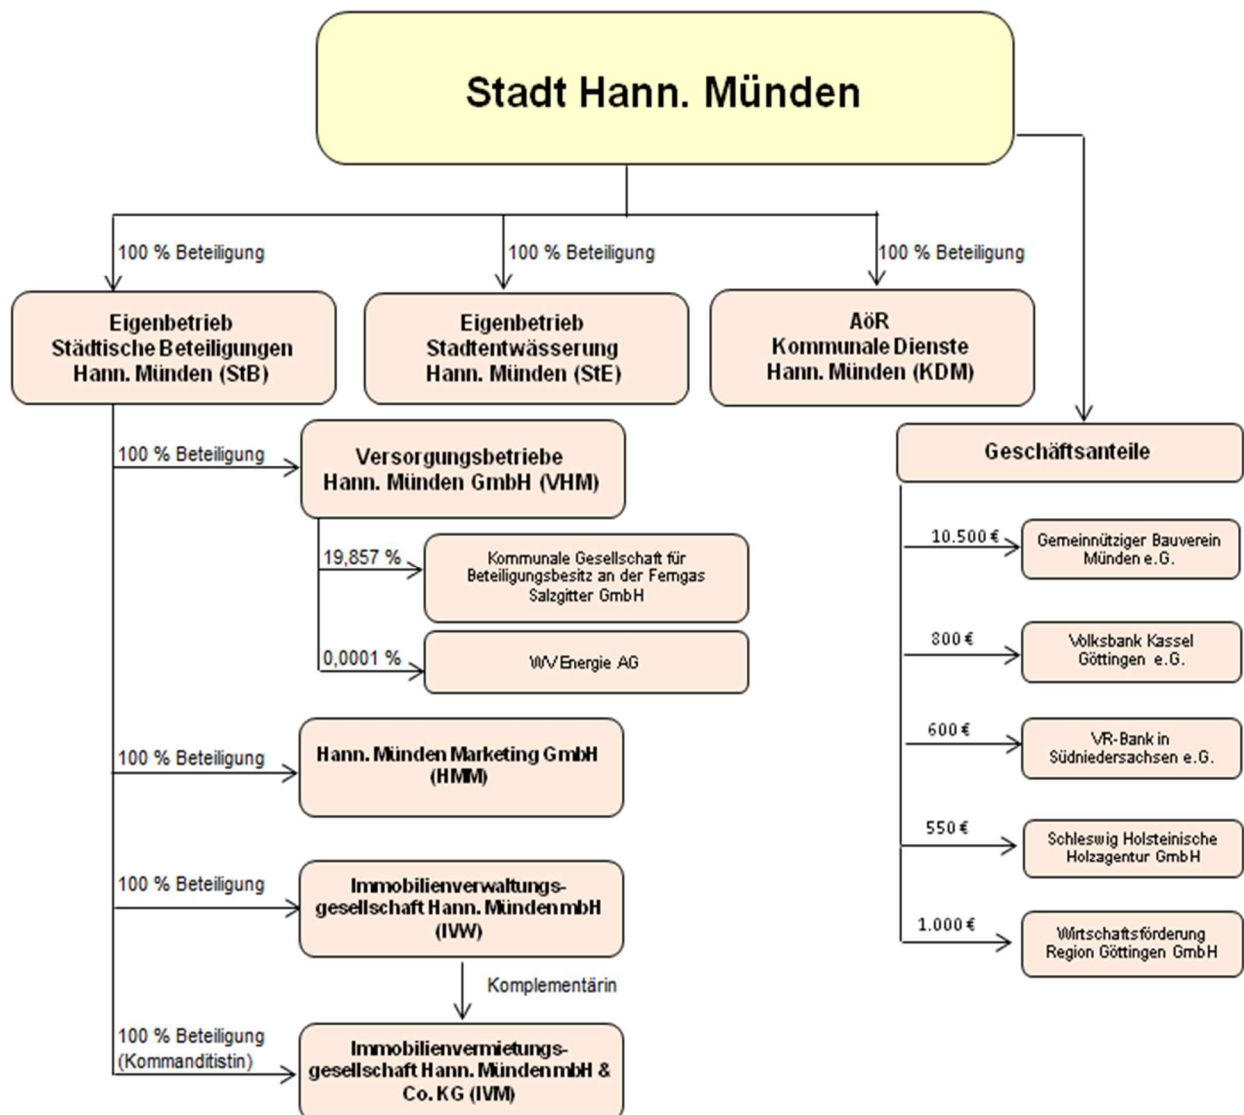 Stadt Hann. Münden
100 % Beteiligung
100 % Beteiligung
100 % Beteiligung
Eigenbetrieb
Städtische Beteiligungen
Hann. Münden (StB)
Eigenbetrieb
Stadtentwässerung
Hann. Münden (StE)
AöR
Kommunale Dienste
Hann. Münden (KDM)
100 % Beteiligung
Versorgungsbetriebe
Hann. Münden GmbH (VHM)
19,857 %
Kommunale Gesellschaft für
Beteiligungsbesitz an der Ferngas
Salzgitter GmbH
0,0001 %
WV Energie AG
100 % Beteiligung
Hann. Münden Marketing GmbH
(HMM)
100 % Beteiligung
Immobilienverwaltungs-
gesellschaft Hann. Münden mbH
(IVW)
Komplementärin
100 % Beteiligung
(Kommanditistin)
Immobilienvermietungs-
gesellschaft Hann. Münden mbH &
Co. KG (IVM)
Geschäftsanteile
10.500 €
Gemeinnütziger Bauverein
Münden e.G.
800 €
Volksbank Kassel
Göttingen e.G.
600 €
VR-Bank in
Südniedersachsen e.G.
550 €
Schleswig Holsteinische
Holzagentur GmbH
1.000 €
Wirtschaftsförderung
Region Göttingen GmbH